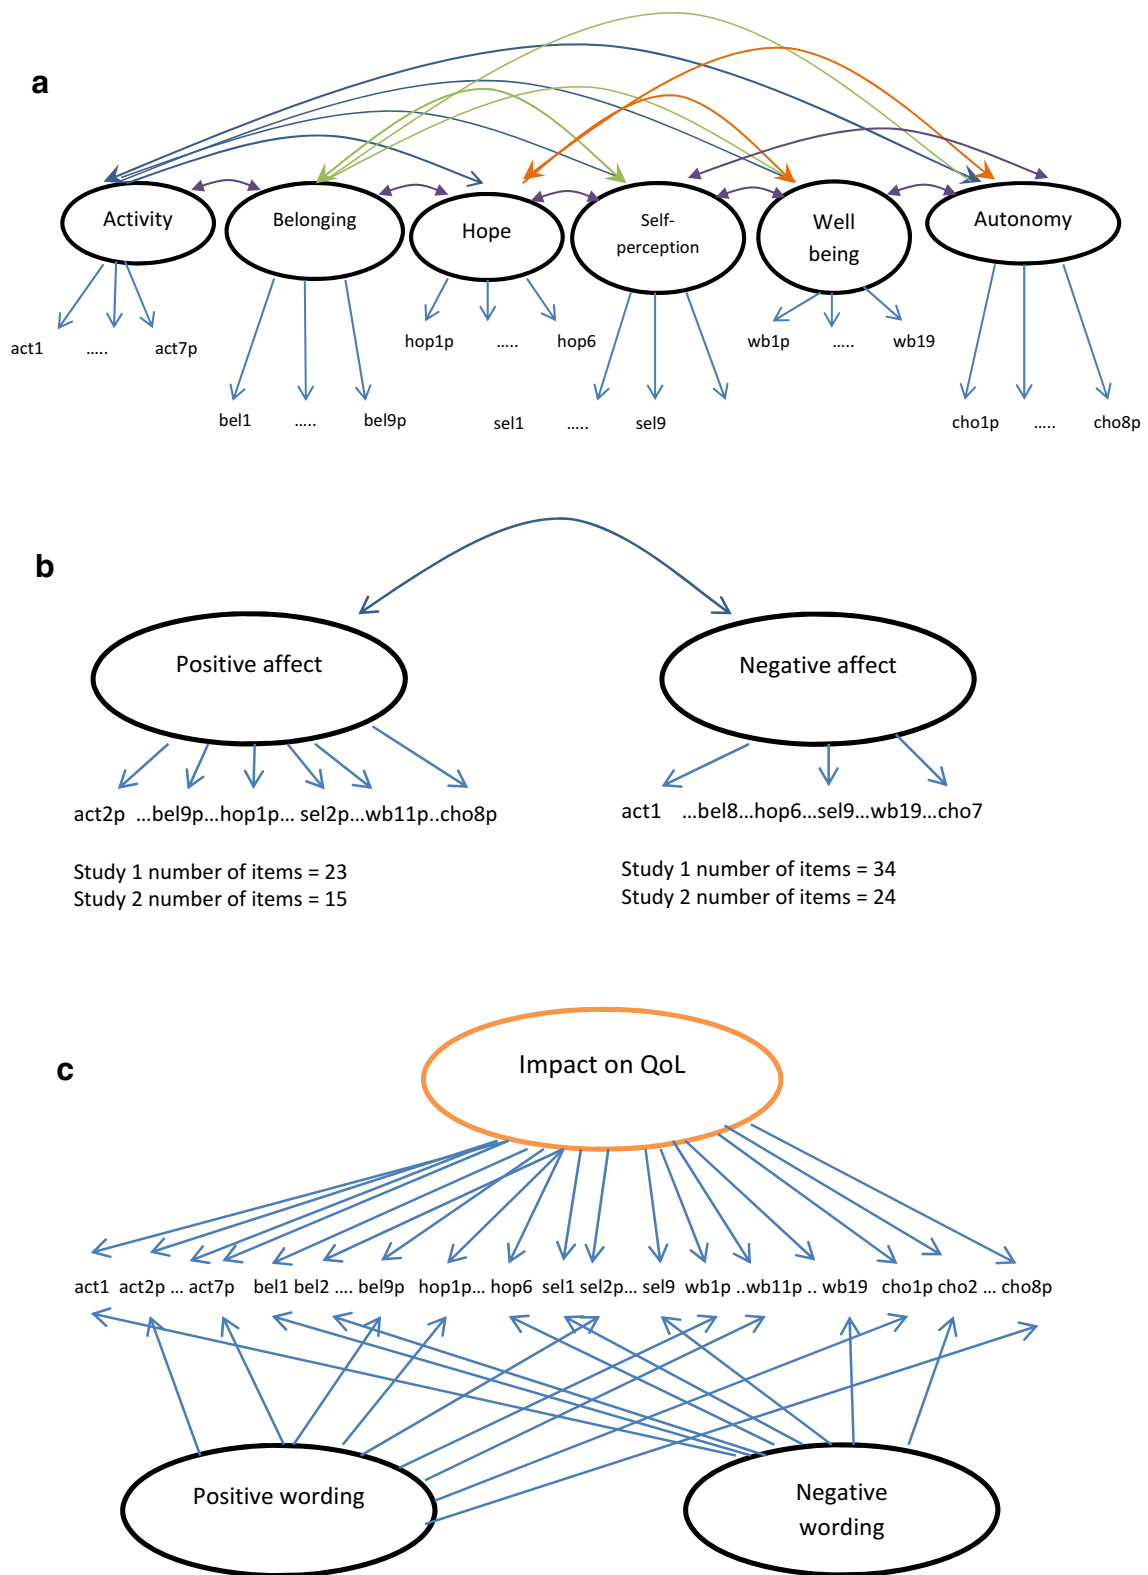 a
Activity
Belonging
Hope
Self-
perception
Well
being
Autonomy
act1 ..... act7p
hop1p ..... hop6
wb1p ..... wb19
bel1 ..... bel9p
sel1 ..... sel9
cho1p ..... cho8p
b
Positive affect
Negative affect
act2p ...bel9p...hop1p... sel2p...wb11p..cho8p
act1 ...bel8...hop6...sel9...wb19...cho7
Study 1 number of items = 23
Study 2 number of items = 15
Study 1 number of items = 34
Study 2 number of items = 24
c
Impact on QoL
act1 act2p ... act7p bel1 bel2 .... bel9p hop1p... hop6 sel1 sel2p... sel9 wb1p ..wb11p .. wb19 cho1p cho2 ... cho8p
Positive wording
Negative
wording